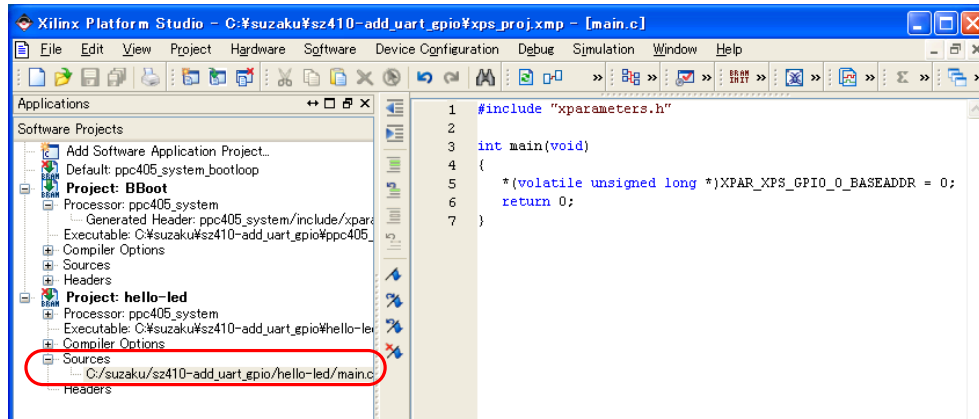 Xilinx Platform Studio - C:¥suzaku¥sz410-add_uart_gpio¥xps_proj.xmp - [main.c]
File Edit View Project Hardware Software Device Configuration Debug Simulation Window Help
BRAM INIT
Applications
Software Projects
Add Software Application Project...
Default: ppc405_system_bootloop
Project: BBoot
Processor: ppc405_system
Generated Header: ppc405_system/include/xpara
Executable: C:¥suzaku¥sz410-add_uart_gpio¥ppc405_
Compiler Options
Sources
Headers
Project: hello-led
Processor: ppc405_system
Executable: C:¥suzaku¥sz410-add_uart_gpio¥hello-le
Compiler Options
Sources
C:/suzaku/sz410-add_uart_gpio/hello-led/main.c
Headers
1 #include "xparameters.h"
2
3 int main(void)
4 {
5 *(volatile unsigned long *)XPAR_XPS_GPIO_0_BASEADDR = 0;
6 return 0;
7 }